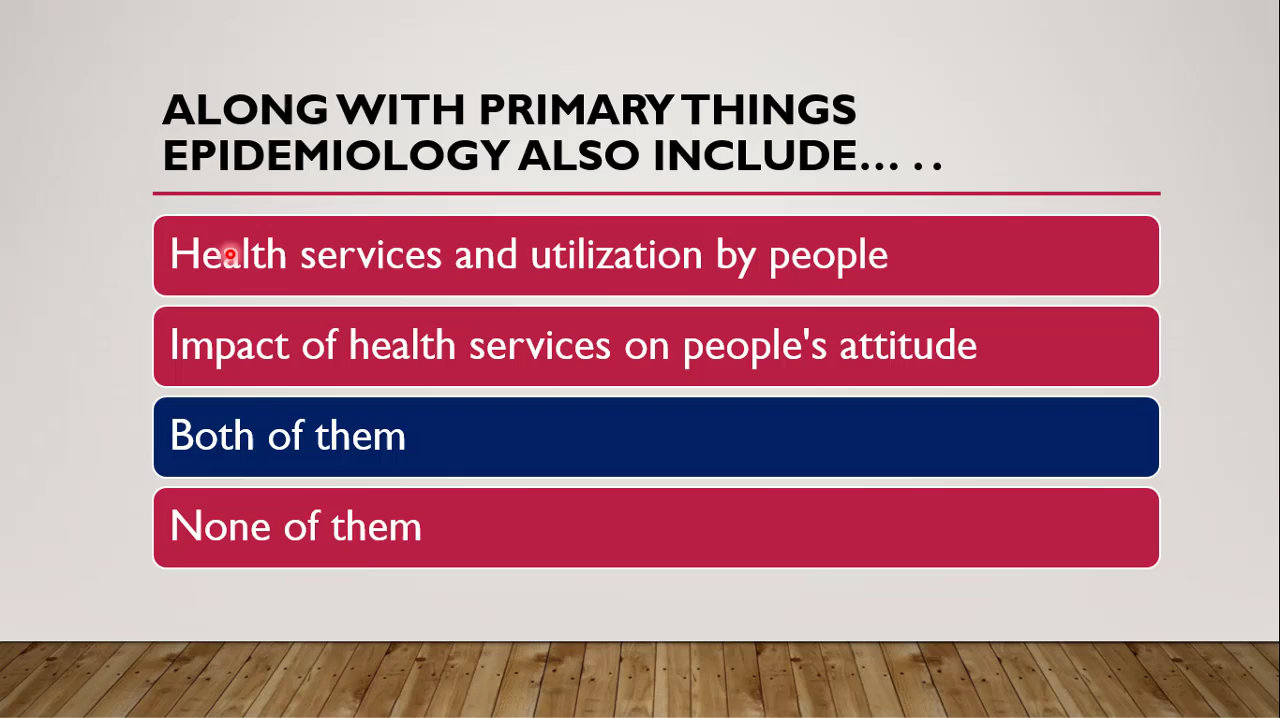 ALONG WITH PRIMARY THINGS
EPIDEMIOLOGY ALSO INCLUDE… . .
Health services and utilization by people
Impact of health services on people's attitude
Both of them
None of them